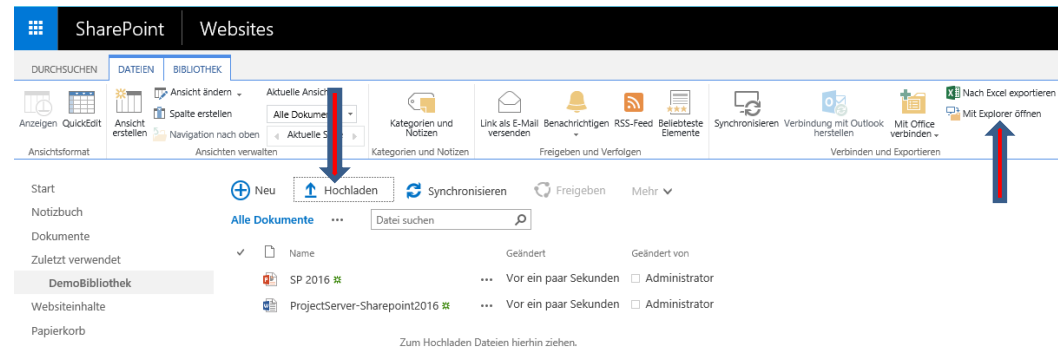 SharePoint Websites
DURCHSUCHEN DATEIEN BIBLIOTHEK
Anzeigen QuickEdit
Ansichtsformat
Ansicht erstellen
Ansicht ändern
Spalte erstellen
Navigation nach oben
Aktuelle Ansicht
Alle Dokumente
Aktuelle S
Ansichten verwalten
Kategorien und
Notizen
Kategorien und Notizen
Link als E-Mail
versenden
Benachrichtigen
RSS-Feed
Beliebteste
Elemente
Freigeben und Verfolgen
Synchronisieren
Verbindung mit Outlook
herstellen
Mit Office
verbinden
Nach Excel exportieren
Mit Explorer öffnen
Verbinden und Exportieren
Start
Notizbuch
Dokumente
Zuletzt verwendet
DemoBibliothek
Websiteinhalte
Papierkorb
Neu Hochladen Synchronisieren Freigeben Mehr
Alle Dokumente ••• Datei suchen
Name Geändert Geändert von
SP 2016 ••• Vor ein paar Sekunden Administrator
ProjectServer-Sharepoint2016 ••• Vor ein paar Sekunden Administrator
Zum Hochladen Dateien hierhin ziehen.